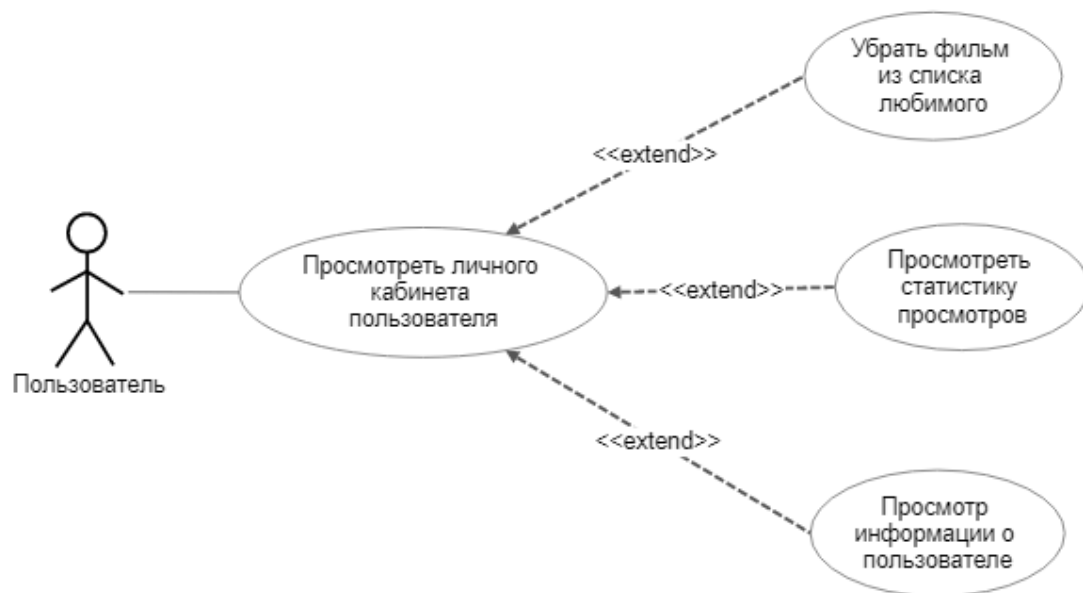 Убрать фильм
из списка
любимого
<<extend>>
Просмотреть личного
кабинета
пользователя
<<extend>>
Просмотреть
статистику
просмотров
Пользователь
<<extend>>
Просмотр
информации о
пользователе